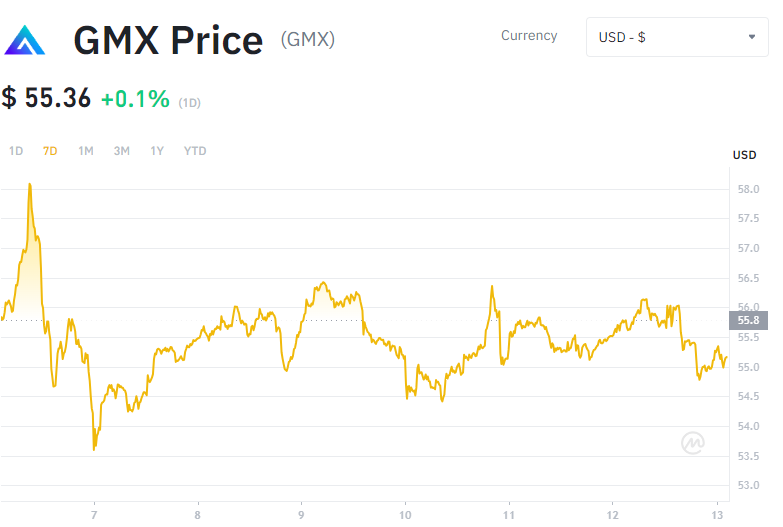 GMX Price (GMX)
Currency
USD - $
$ 55.36 +0.1% (1D)
1D 7D 1M 3M 1Y YTD
USD
58.0
57.5
57.0
56.5
56.0
55.8
55.5
55.0
54.5
54.0
53.5
53.0
7 8 9 10 11 12 13